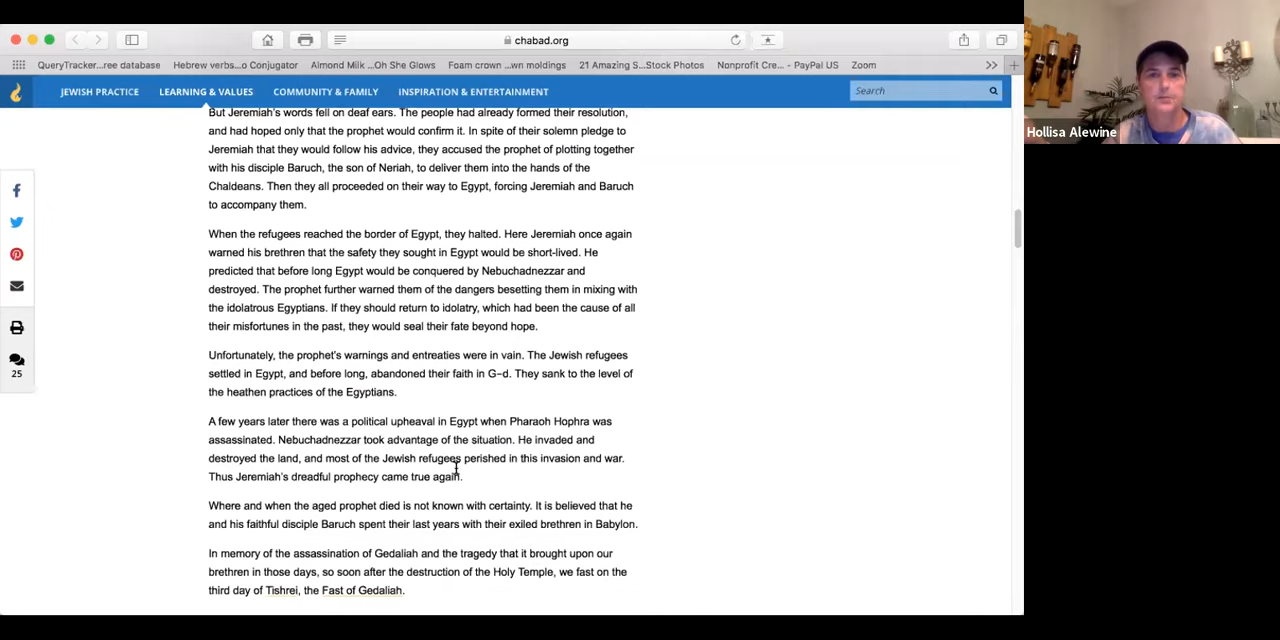 chabad.org
QueryTracker...ree database Hebrew verbs...o Conjugator Almond Milk ...Oh She Glows Foam crown ...wn moldings 21 Amazing S...Stock Photos Nonprofit Cre... - PayPal US Zoom
JEWISH PRACTICE LEARNING & VALUES COMMUNITY & FAMILY INSPIRATION & ENTERTAINMENT Search
Hollisa Alewine
But Jeremiah's words fell on deaf ears. The people had already formed their resolution,
and had hoped only that the prophet would confirm it. In spite of their solemn pledge to
Jeremiah that they would follow his advice, they accused the prophet of plotting together
with his disciple Baruch, the son of Neriah, to deliver them into the hands of the
Chaldeans. Then they all proceeded on their way to Egypt, forcing Jeremiah and Baruch
to accompany them.
When the refugees reached the border of Egypt, they halted. Here Jeremiah once again
warned his brethren that the safety they sought in Egypt would be short-lived. He
predicted that before long Egypt would be conquered by Nebuchadnezzar and
destroyed. The prophet further warned them of the dangers besetting them in mixing with
the idolatrous Egyptians. If they should return to idolatry, which had been the cause of all
their misfortunes in the past, they would seal their fate beyond hope.
Unfortunately, the prophet's warnings and entreaties were in vain. The Jewish refugees
settled in Egypt, and before long, abandoned their faith in G-d. They sank to the level of
the heathen practices of the Egyptians.
25
A few years later there was a political upheaval in Egypt when Pharaoh Hophra was
assassinated. Nebuchadnezzar took advantage of the situation. He invaded and
destroyed the land, and most of the Jewish refugees perished in this invasion and war.
Thus Jeremiah's dreadful prophecy came true again.
Where and when the aged prophet died is not known with certainty. It is believed that he
and his faithful disciple Baruch spent their last years with their exiled brethren in Babylon.
In memory of the assassination of Gedaliah and the tragedy that it brought upon our
brethren in those days, so soon after the destruction of the Holy Temple, we fast on the
third day of Tishrei, the Fast of Gedaliah.